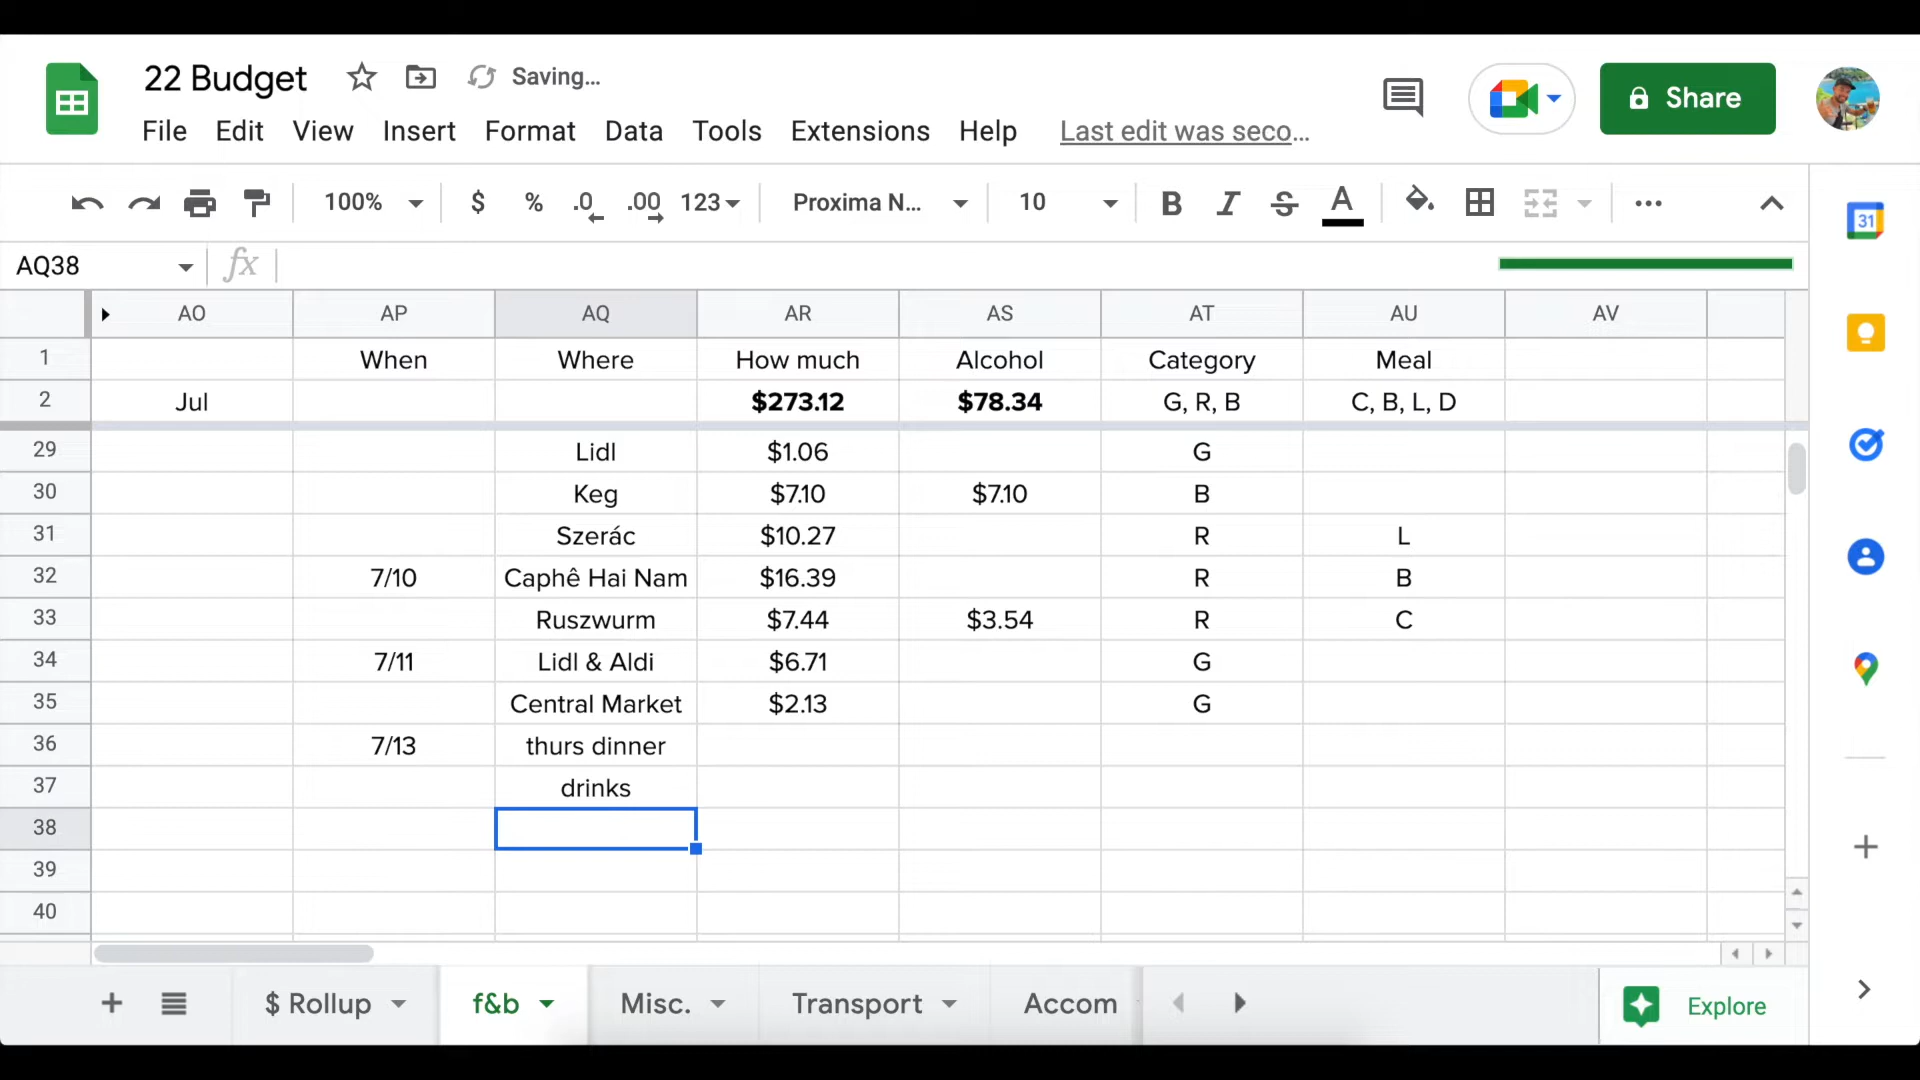 22 Budget Saving...
File Edit View Insert Format Data Tools Extensions Help Last edit was seco...
Share
100% $ % .0 .00 123 Proxima N... 10 B I S A ...
31
AQ38 fx
AO AP AQ AR AS AT AU AV
1 When Where How much Alcohol Category Meal
2 Jul $273.12 $78.34 G, R, B C, B, L, D
29 Lidl $1.06 G
30 Keg $7.10 $7.10 B
31 Szerác $10.27 R L
32 7/10 Caphê Hai Nam $16.39 R B
33 Ruszwurm $7.44 $3.54 R C
34 7/11 Lidl & Aldi $6.71 G
35 Central Market $2.13 G
36 7/13 thurs dinner
37 drinks
38
39
40
+ $ Rollup f&b Misc. Transport Accom Explore